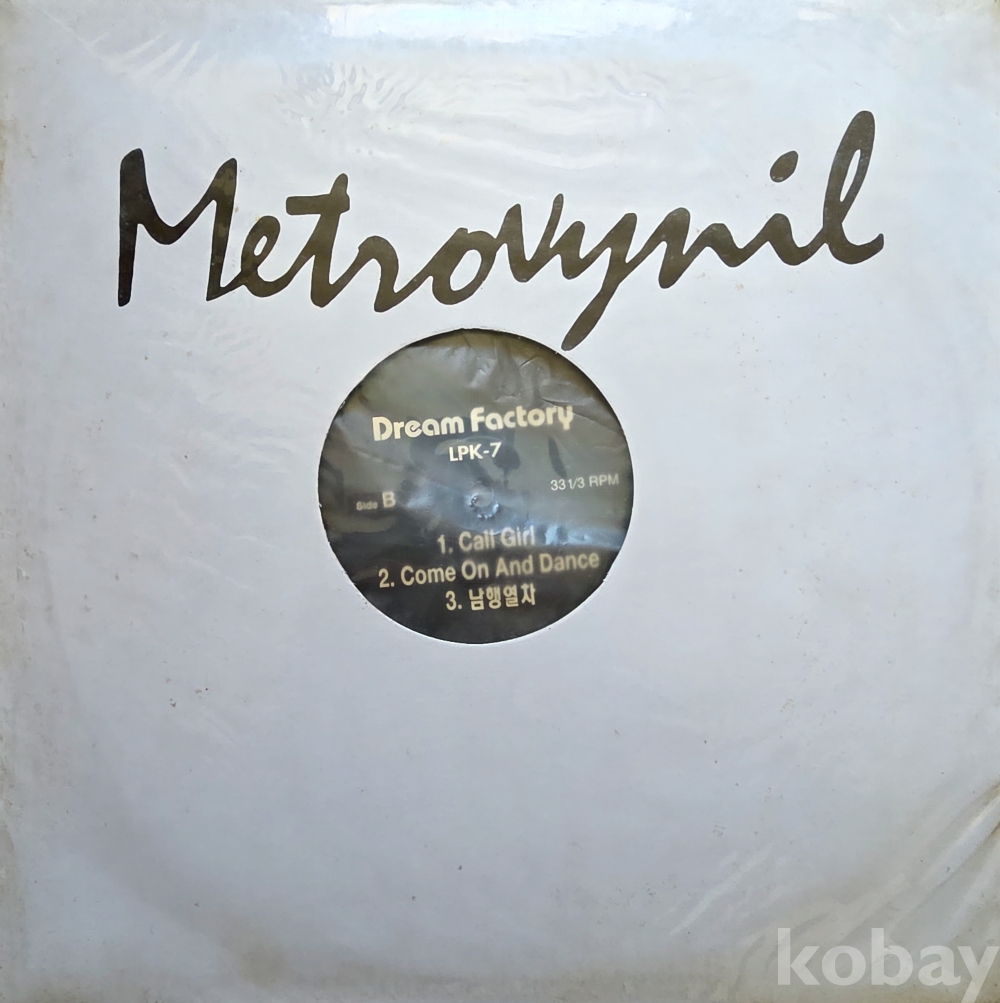 Metrovynil
Dream Factory
LPK-7
33 1/3 RPM
Side B
1. Call Girl
2. Come On And Dance
3. 남행열차
kobay